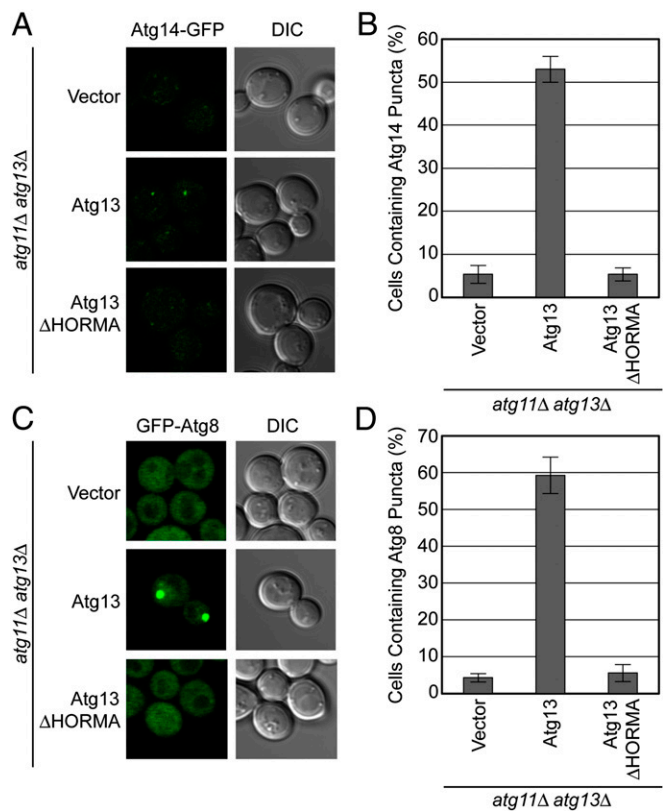 A
Atg14-GFP
DIC
Vector
Atg13
Atg13
ΔHORMA
atg11Δ atg13Δ
B
Cells Containing Atg14 Puncta (%)
60
50
40
30
20
10
0
Vector
Atg13
Atg13
ΔHORMA
atg11Δ atg13Δ
C
GFP-Atg8
DIC
Vector
Atg13
Atg13
ΔHORMA
atg11Δ atg13Δ
D
Cells Containing Atg8 Puncta (%)
70
60
50
40
30
20
10
0
Vector
Atg13
Atg13
ΔHORMA
atg11Δ atg13Δ